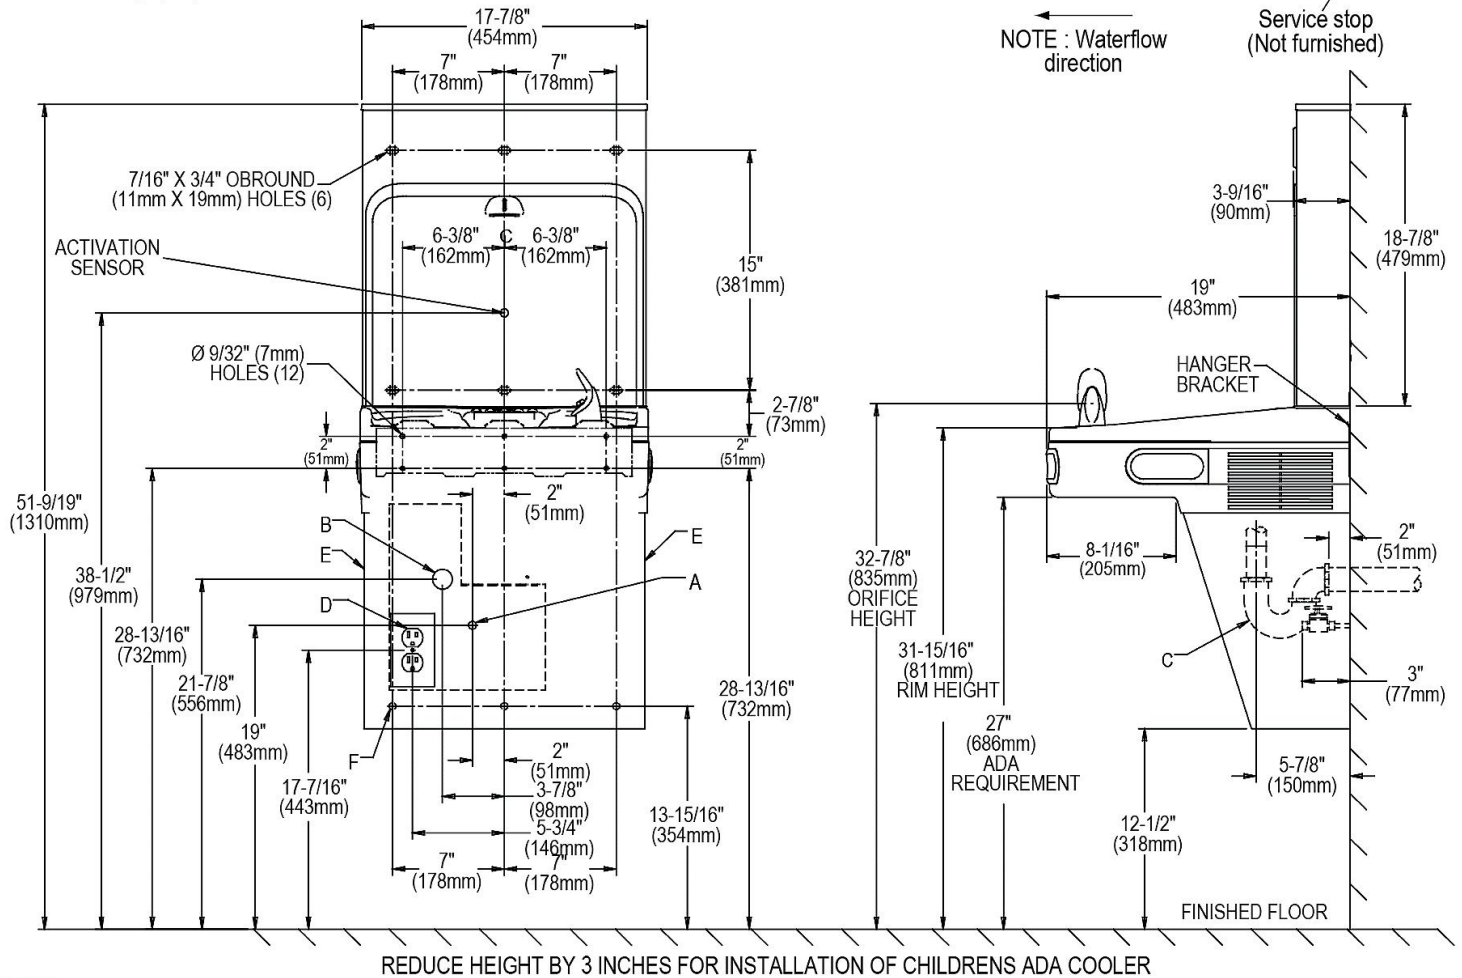 17-7/8"
(454mm)
7"
(178mm)
7"
(178mm)
NOTE : Waterflow
direction
Service stop
(Not furnished)
7/16" X 3/4" OBROUND
(11mm X 19mm) HOLES (6)
ACTIVATION
SENSOR
C
6-3/8"
(162mm)
6-3/8"
(162mm)
15"
(381mm)
3-9/16"
(90mm)
18-7/8"
(479mm)
19"
(483mm)
Ø 9/32" (7mm)
HOLES (12)
HANGER
BRACKET
2-7/8"
(73mm)
2"
(51mm)
2"
(51mm)
51-9/19"
(1310mm)
2"
(51mm)
B
E
E
A
D
38-1/2"
(979mm)
28-13/16"
(732mm)
21-7/8"
(556mm)
19"
(483mm)
17-7/16"
(443mm)
F
2"
(51mm)
3-7/8"
(98mm)
5-3/4"
(146mm)
7"
(178mm)
7"
(178mm)
28-13/16"
(732mm)
13-15/16"
(354mm)
32-7/8"
(835mm)
ORIFICE
HEIGHT
8-1/16"
(205mm)
2"
(51mm)
31-15/16"
(811mm)
RIM HEIGHT
C
3"
(77mm)
27"
(686mm)
ADA
REQUIREMENT
5-7/8"
(150mm)
12-1/2"
(318mm)
FINISHED FLOOR
REDUCE HEIGHT BY 3 INCHES FOR INSTALLATION OF CHILDRENS ADA COOLER